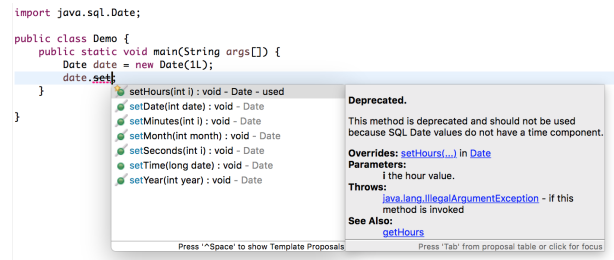 import java.sql.Date;
public class Demo {
public static void main(String args[]) {
Date date = new Date(1L);
date.set;
}
}
setHours(int i) : void - Date - used
setDate(int date) : void - Date
setMinutes(int i) : void - Date
setMonth(int month) : void - Date
setSeconds(int i) : void - Date
setTime(long date) : void - Date
setYear(int year) : void - Date
Press '^Space' to show Template Proposals
Deprecated.
This method is deprecated and should not be used
because SQL Date values do not have a time component.
Overrides: setHours(...) in Date
Parameters:
i the hour value.
Throws:
java.lang.IllegalArgumentException - if this
method is invoked
See Also:
getHours
Press 'Tab' from proposal table or click for focus